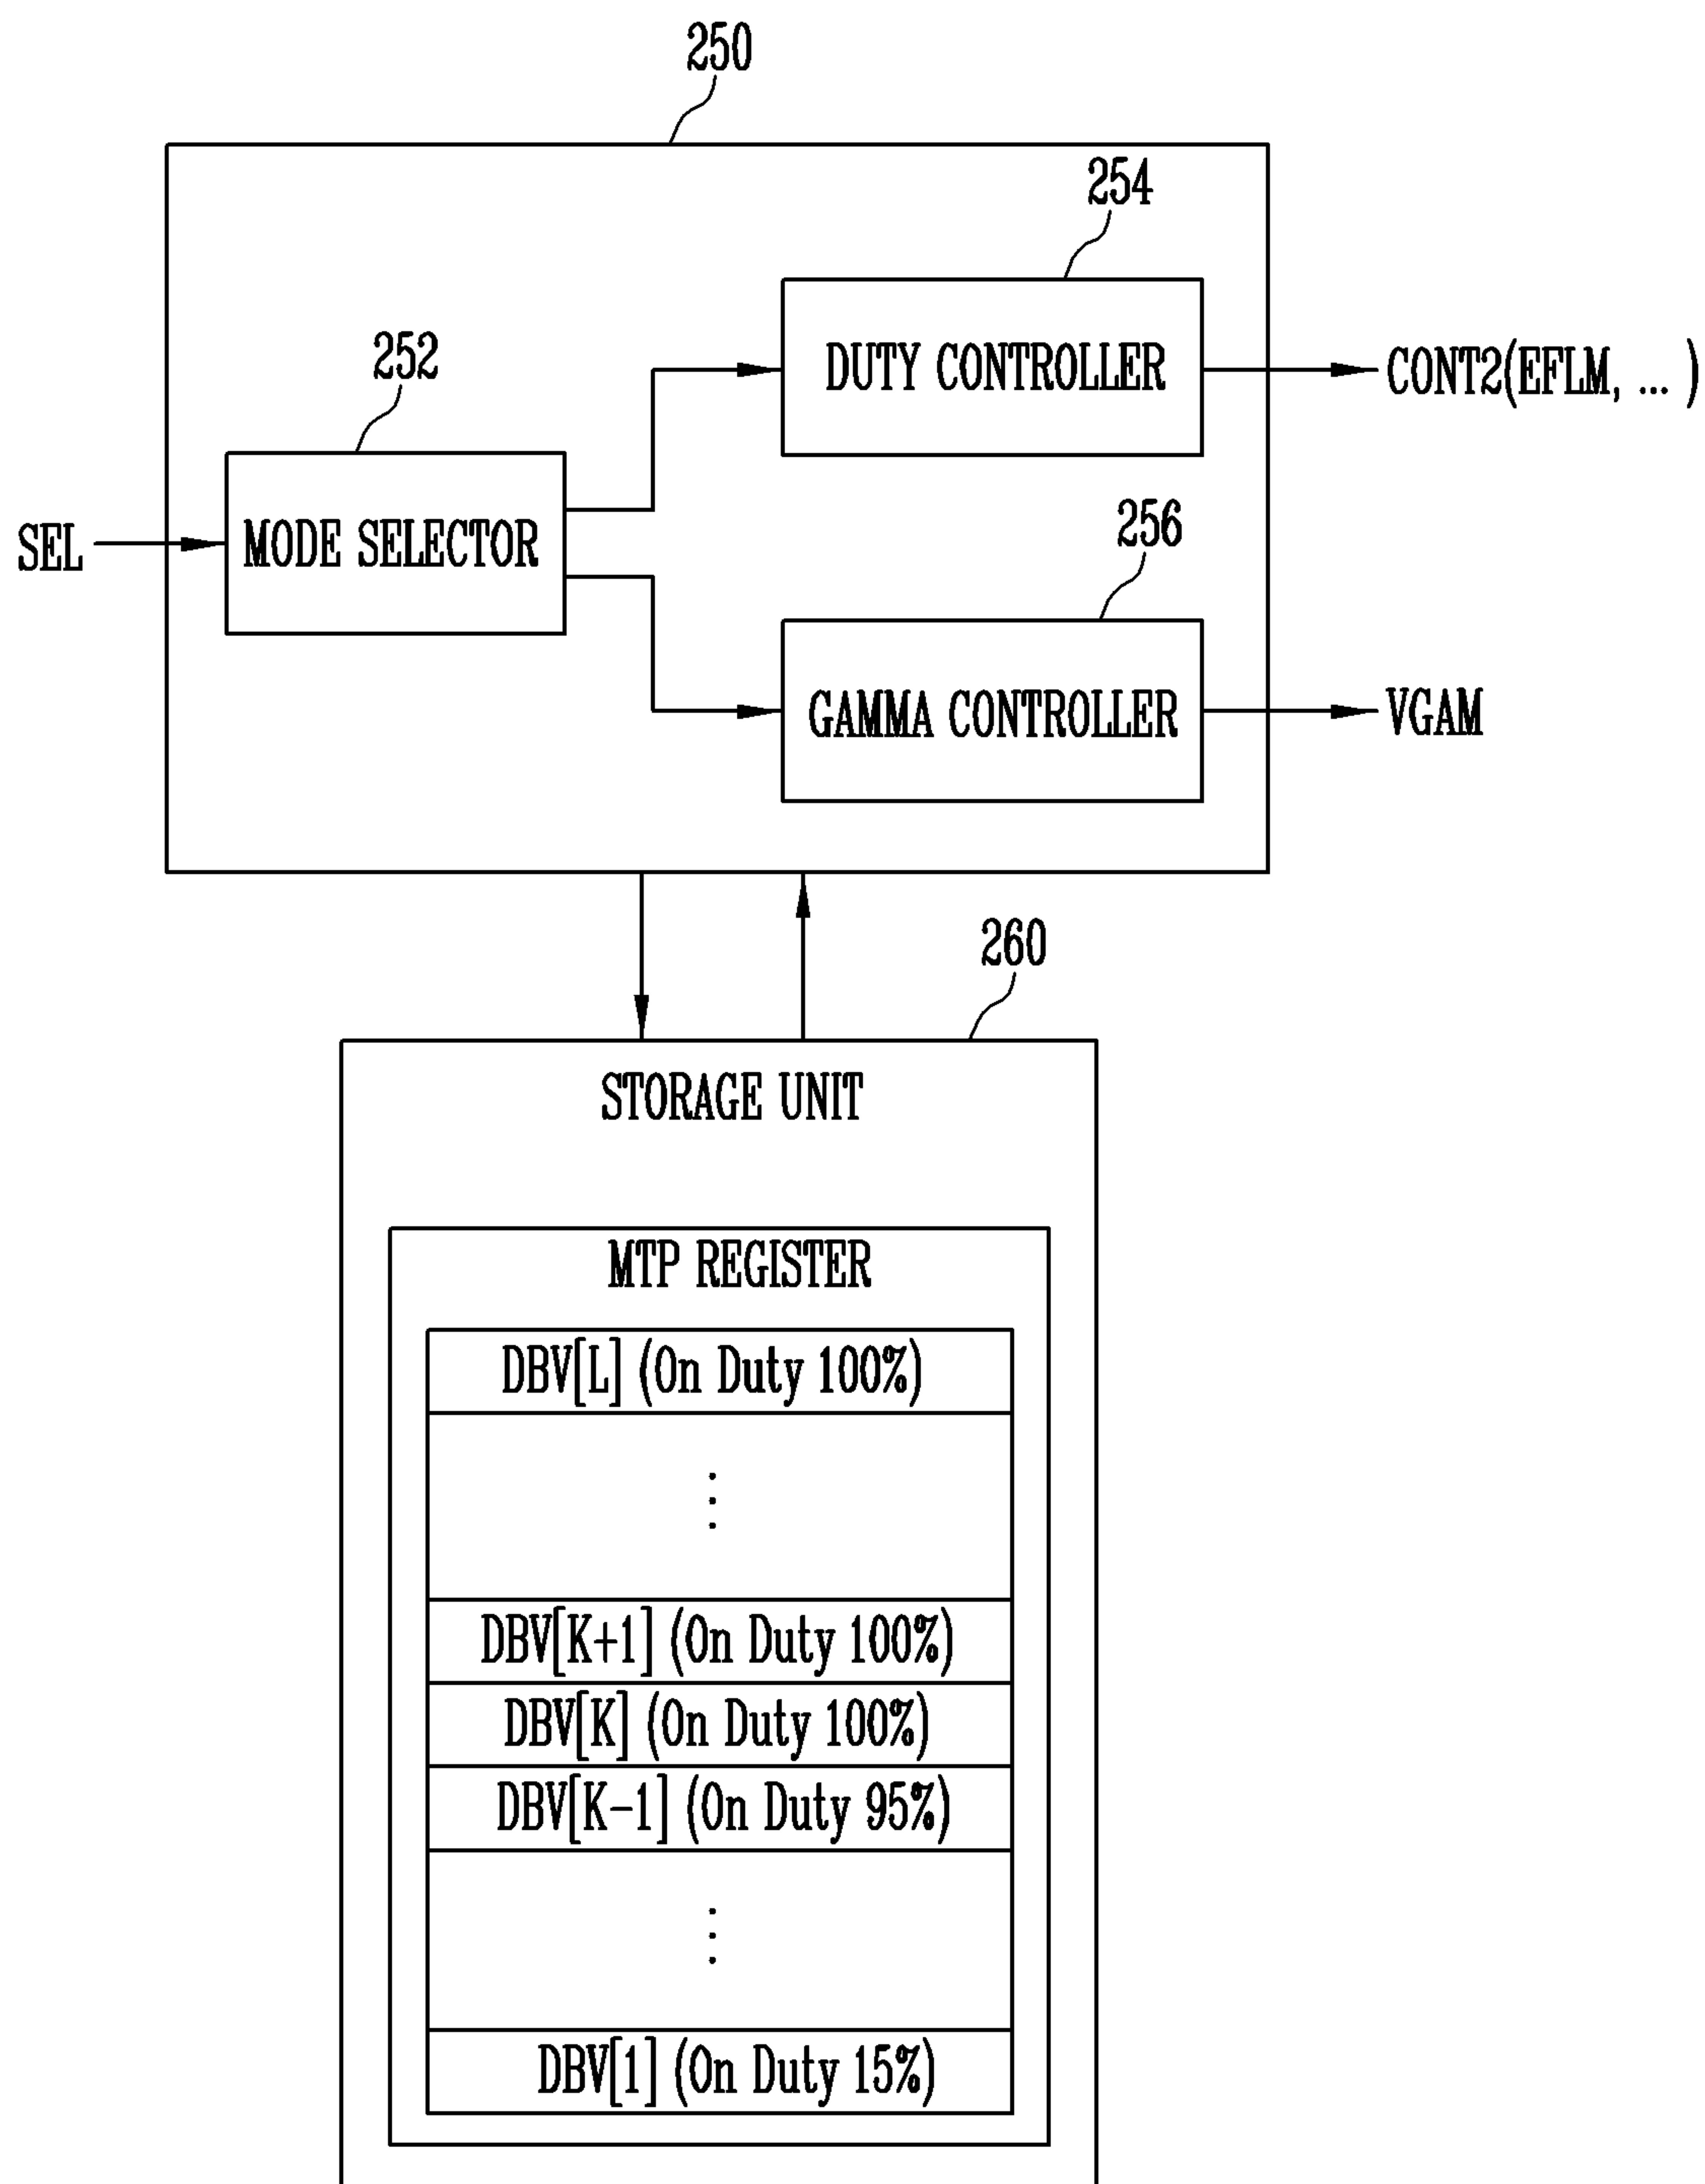 250
254
252
DUTY CONTROLLER
CONT2(EFLM, ... )
SEL
MODE SELECTOR
256
GAMMA CONTROLLER
VGAM
260
STORAGE UNIT
MTP REGISTER
DBV[L] (On Duty 100%)
⋮
DBV[K+1] (On Duty 100%)
DBV[K] (On Duty 100%)
DBV[K-1] (On Duty 95%)
⋮
DBV[1] (On Duty 15%)